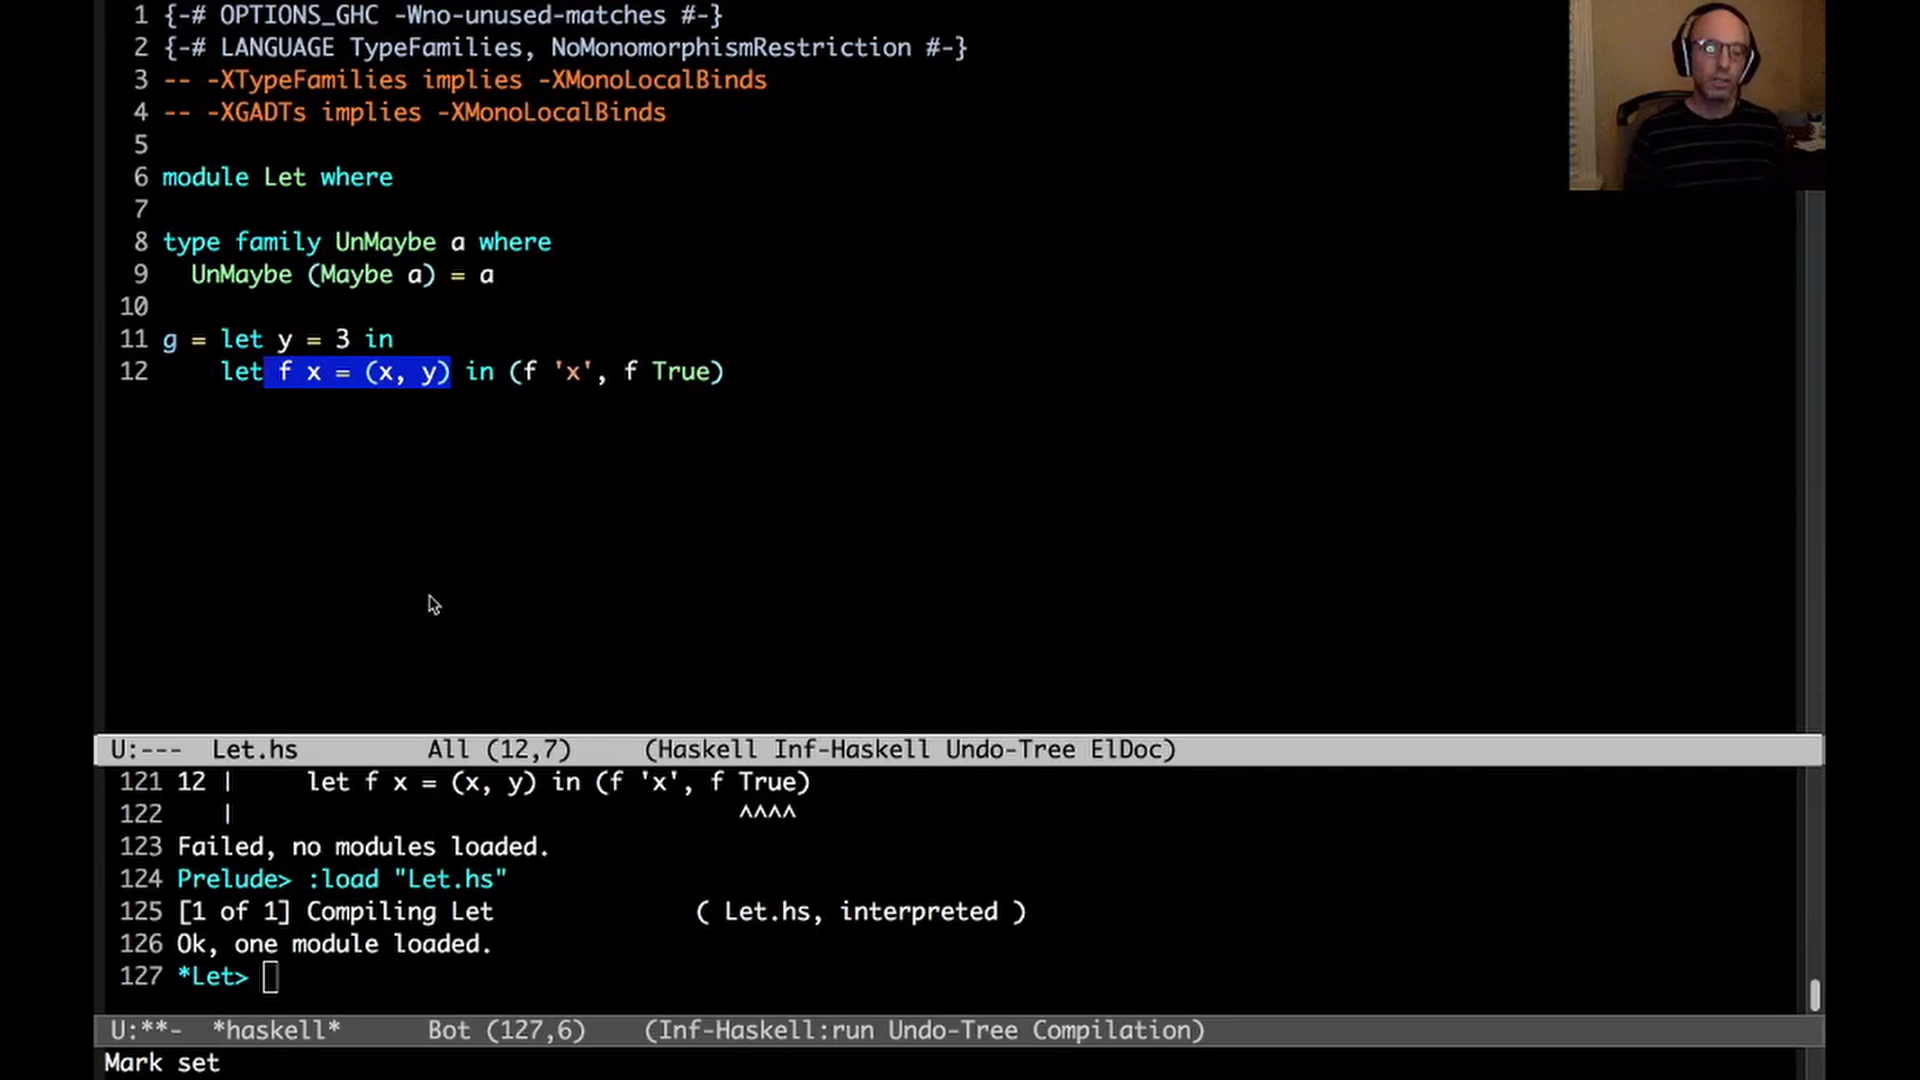 1 {-# OPTIONS_GHC -Wno-unused-matches #-}
2 {-# LANGUAGE TypeFamilies, NoMonomorphismRestriction #-}
3 -- -XTypeFamilies implies -XMonoLocalBinds
4 -- -XGADTs implies -XMonoLocalBinds
5
6 module Let where
7
8 type family UnMaybe a where
9   UnMaybe (Maybe a) = a
10
11 g = let y = 3 in
12     let f x = (x, y) in (f 'x', f True)
U:---  Let.hs         All (12,7)     (Haskell Inf-Haskell Undo-Tree ElDoc)
121 12 |     let f x = (x, y) in (f 'x', f True)
122    |                                   ^^^^
123 Failed, no modules loaded.
124 Prelude> :load "Let.hs"
125 [1 of 1] Compiling Let              ( Let.hs, interpreted )
126 Ok, one module loaded.
127 *Let>
U:**-  *haskell*      Bot (127,6)    (Inf-Haskell:run Undo-Tree Compilation)
Mark set